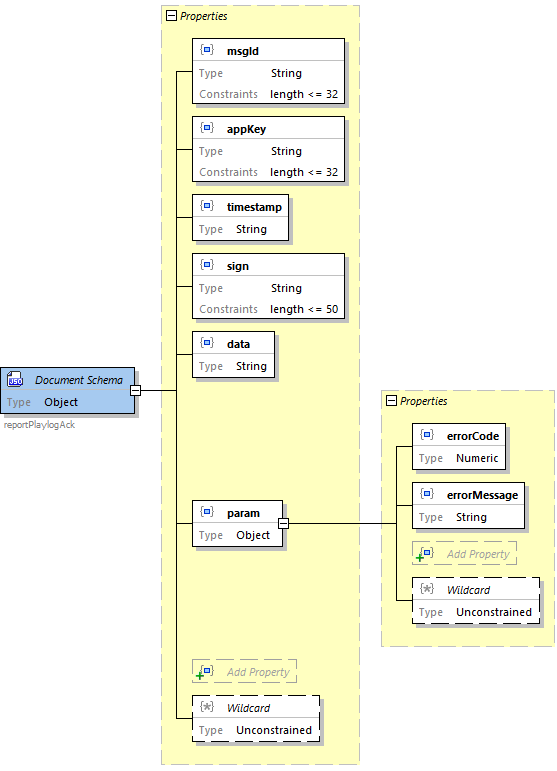 Properties
msgId
Type String
Constraints length <= 32
appKey
Type String
Constraints length <= 32
timestamp
Type String
sign
Type String
Constraints length <= 50
data
Type String
Document Schema
Type Object
reportPlaylogAck
param
Type Object
Add Property
Wildcard
Type Unconstrained
Properties
errorCode
Type Numeric
errorMessage
Type String
Add Property
Wildcard
Type Unconstrained